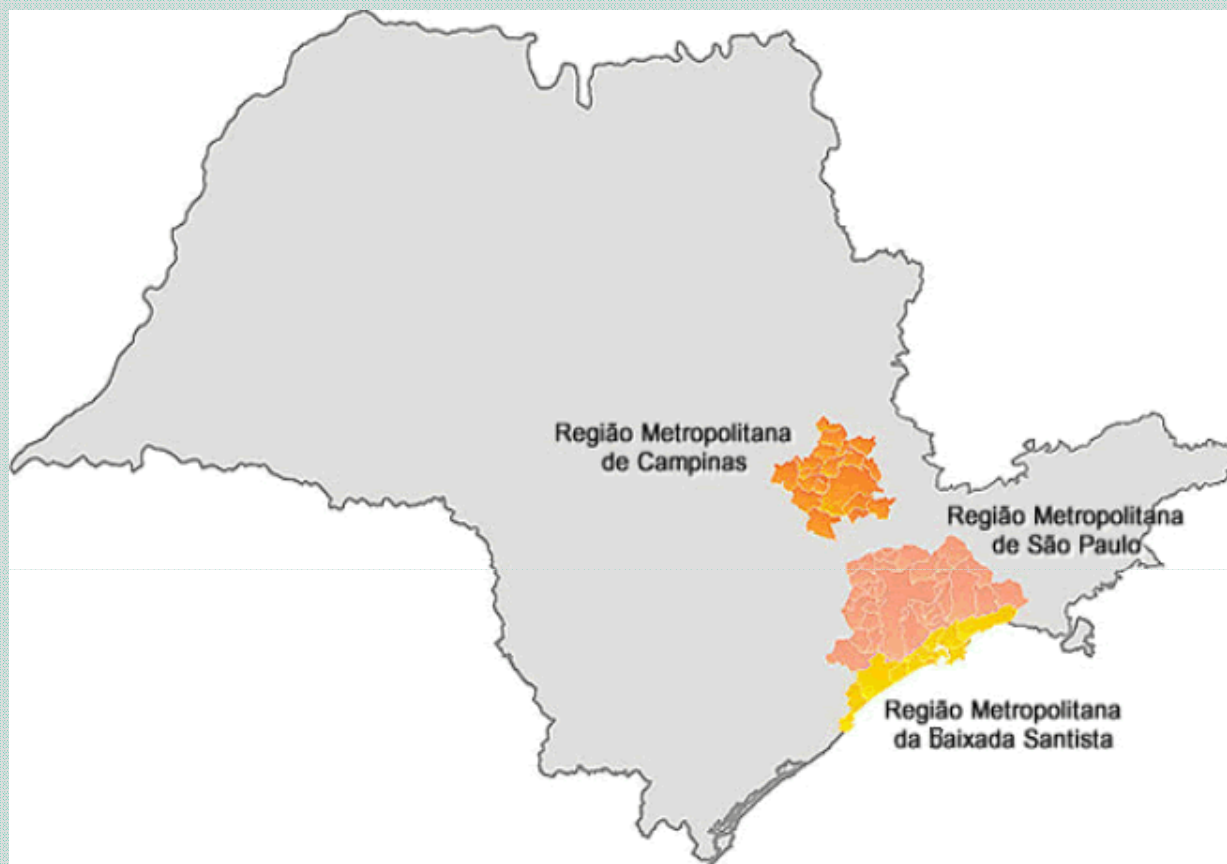 Região Metropolitana
de Campinas
Região Metropolitana
de São Paulo
Região Metropolitana
da Baixada Santista